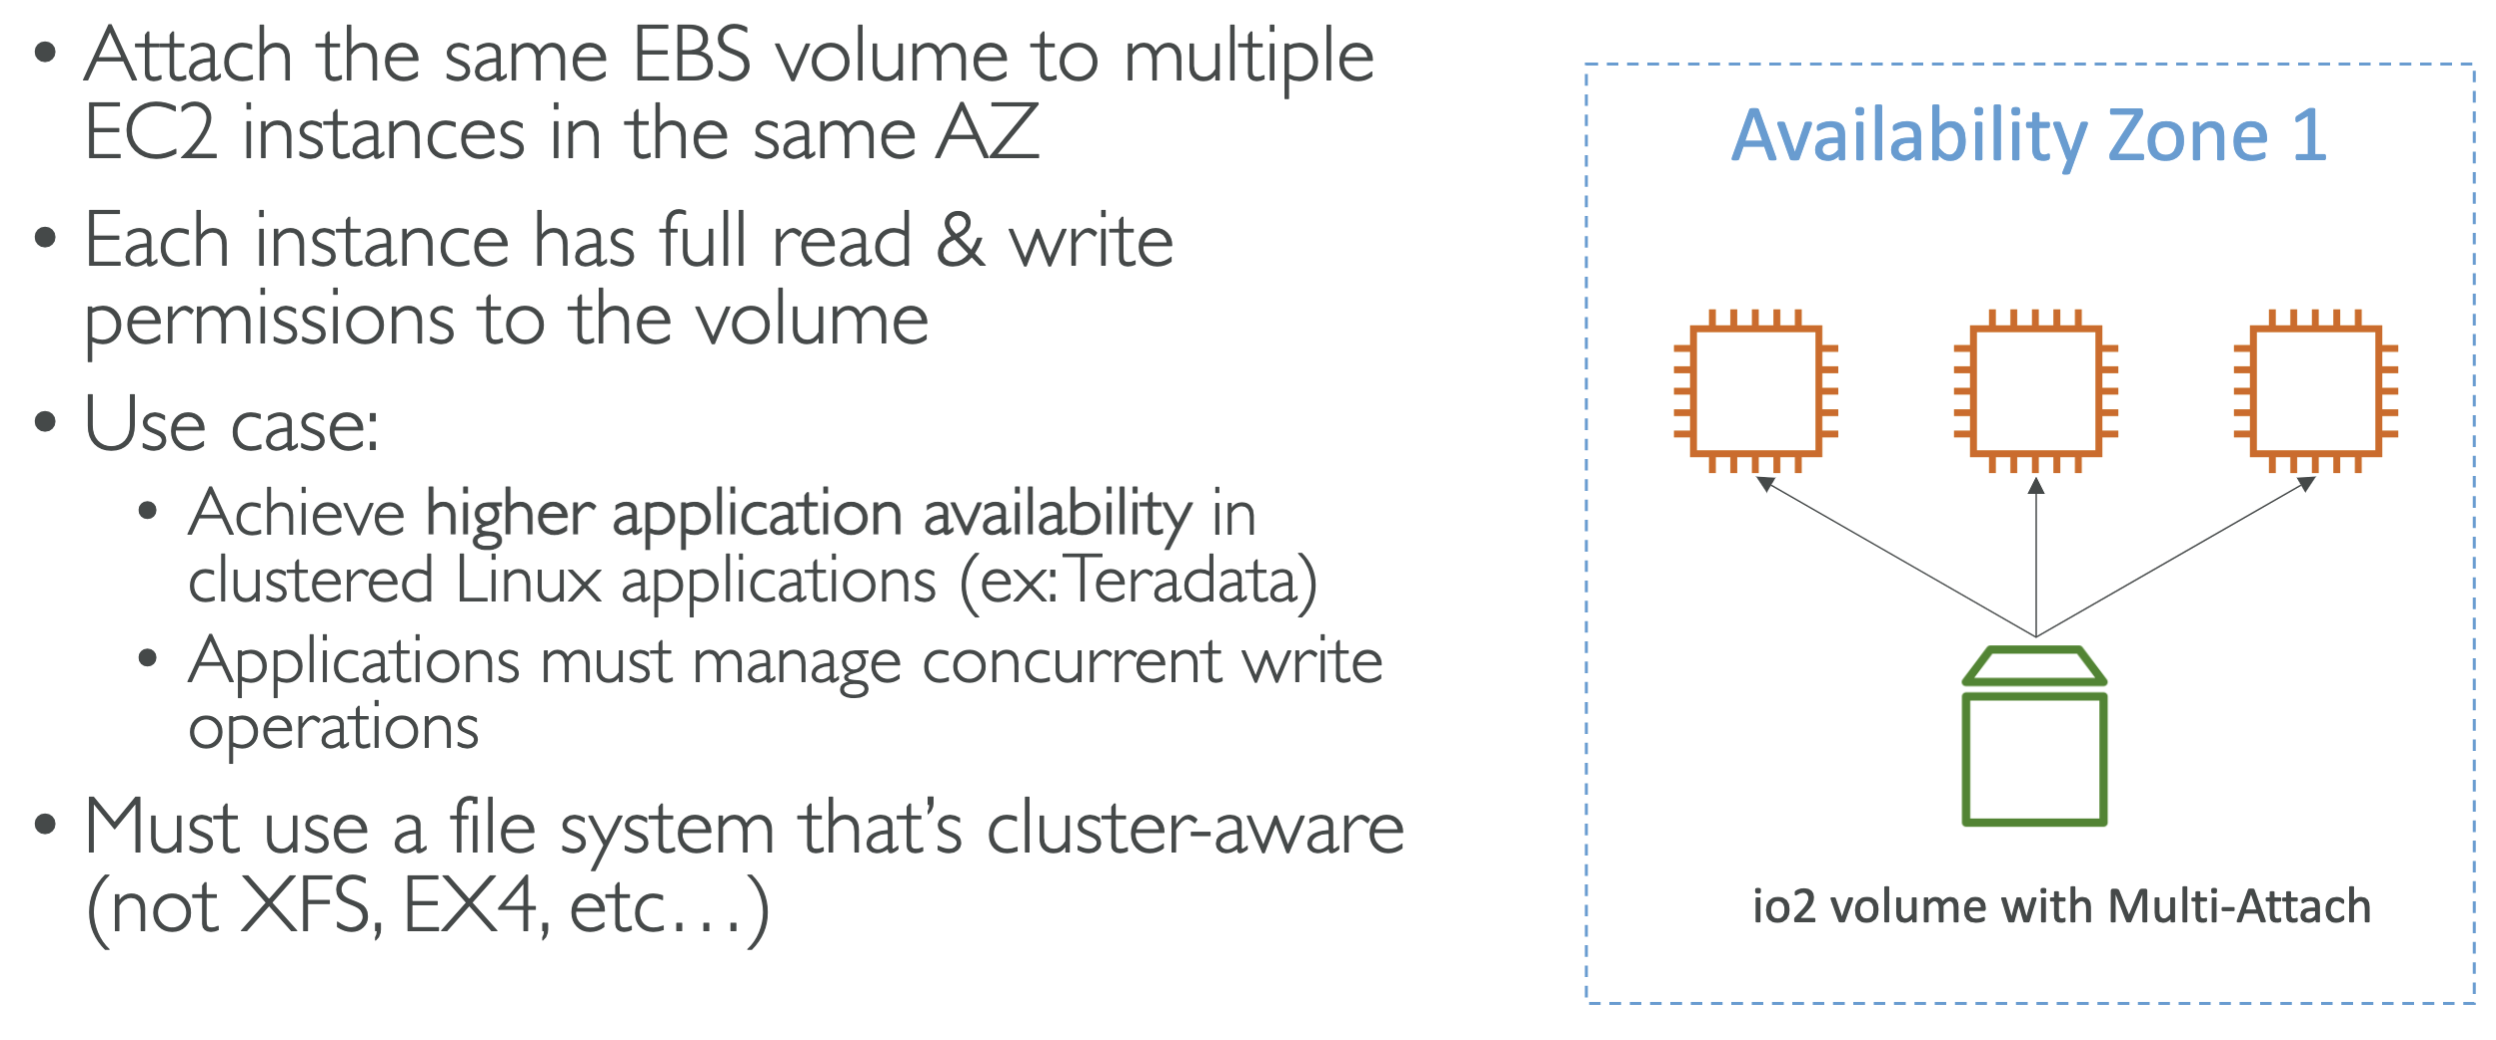 • Attach the same EBS volume to multiple
EC2 instances in the same AZ
• Each instance has full read & write
permissions to the volume
• Use case:
• Achieve higher application availability in
clustered Linux applications (ex: Teradata)
• Applications must manage concurrent write
operations
• Must use a file system that’s cluster-aware
(not XFS, EX4, etc…)
Availability Zone 1
io2 volume with Multi-Attach